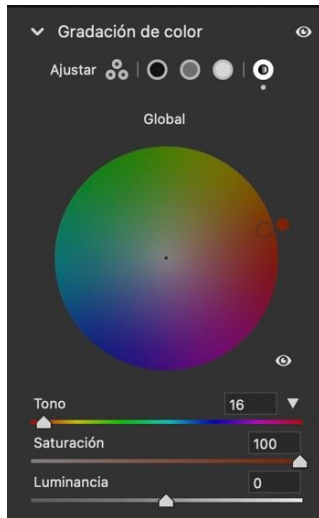 Gradación de color
Ajustar
Global
Tono 16
Saturación 100
Luminancia 0